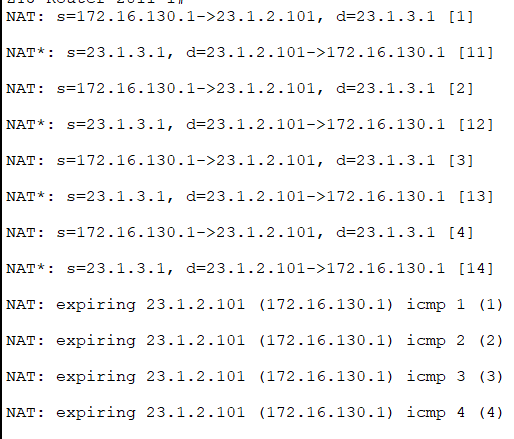 NAT: s=172.16.130.1->23.1.2.101, d=23.1.3.1 [1]
NAT*: s=23.1.3.1, d=23.1.2.101->172.16.130.1 [11]
NAT: s=172.16.130.1->23.1.2.101, d=23.1.3.1 [2]
NAT*: s=23.1.3.1, d=23.1.2.101->172.16.130.1 [12]
NAT: s=172.16.130.1->23.1.2.101, d=23.1.3.1 [3]
NAT*: s=23.1.3.1, d=23.1.2.101->172.16.130.1 [13]
NAT: s=172.16.130.1->23.1.2.101, d=23.1.3.1 [4]
NAT*: s=23.1.3.1, d=23.1.2.101->172.16.130.1 [14]
NAT: expiring 23.1.2.101 (172.16.130.1) icmp 1 (1)
NAT: expiring 23.1.2.101 (172.16.130.1) icmp 2 (2)
NAT: expiring 23.1.2.101 (172.16.130.1) icmp 3 (3)
NAT: expiring 23.1.2.101 (172.16.130.1) icmp 4 (4)